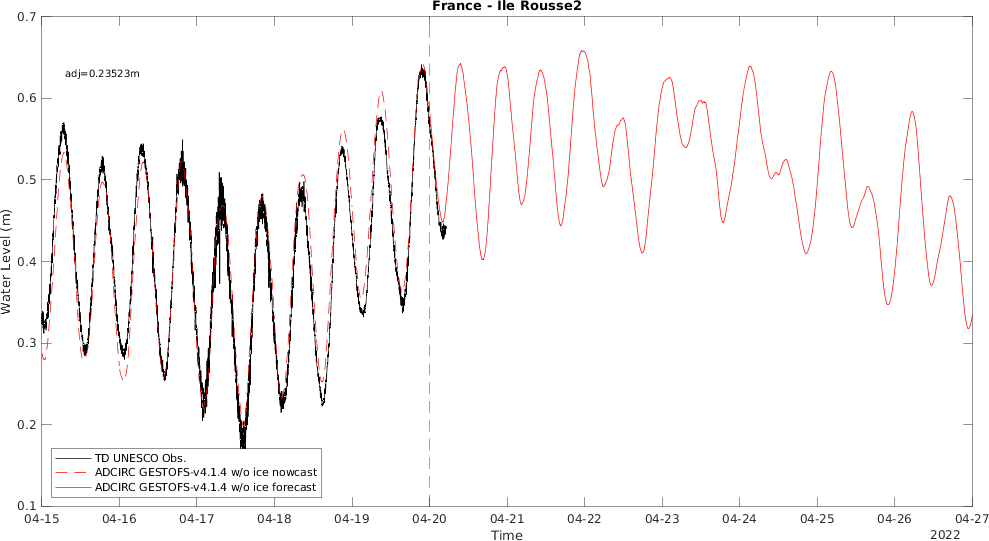 France - Ile Rousse2
adj=0.23523m
Water Level (m)
0.7
0.6
0.5
0.4
0.3
0.2
0.1
TD UNESCO Obs.
ADCIRC GESTOFS-v4.1.4 w/o ice nowcast
ADCIRC GESTOFS-v4.1.4 w/o ice forecast
04-15 04-16 04-17 04-18 04-19 04-20 04-21 04-22 04-23 04-24 04-25 04-26 04-27
Time
2022